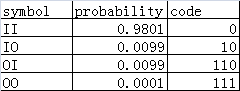 symbol probability code
II 0.9801 0
IO 0.0099 10
OI 0.0099 110
OO 0.0001 111